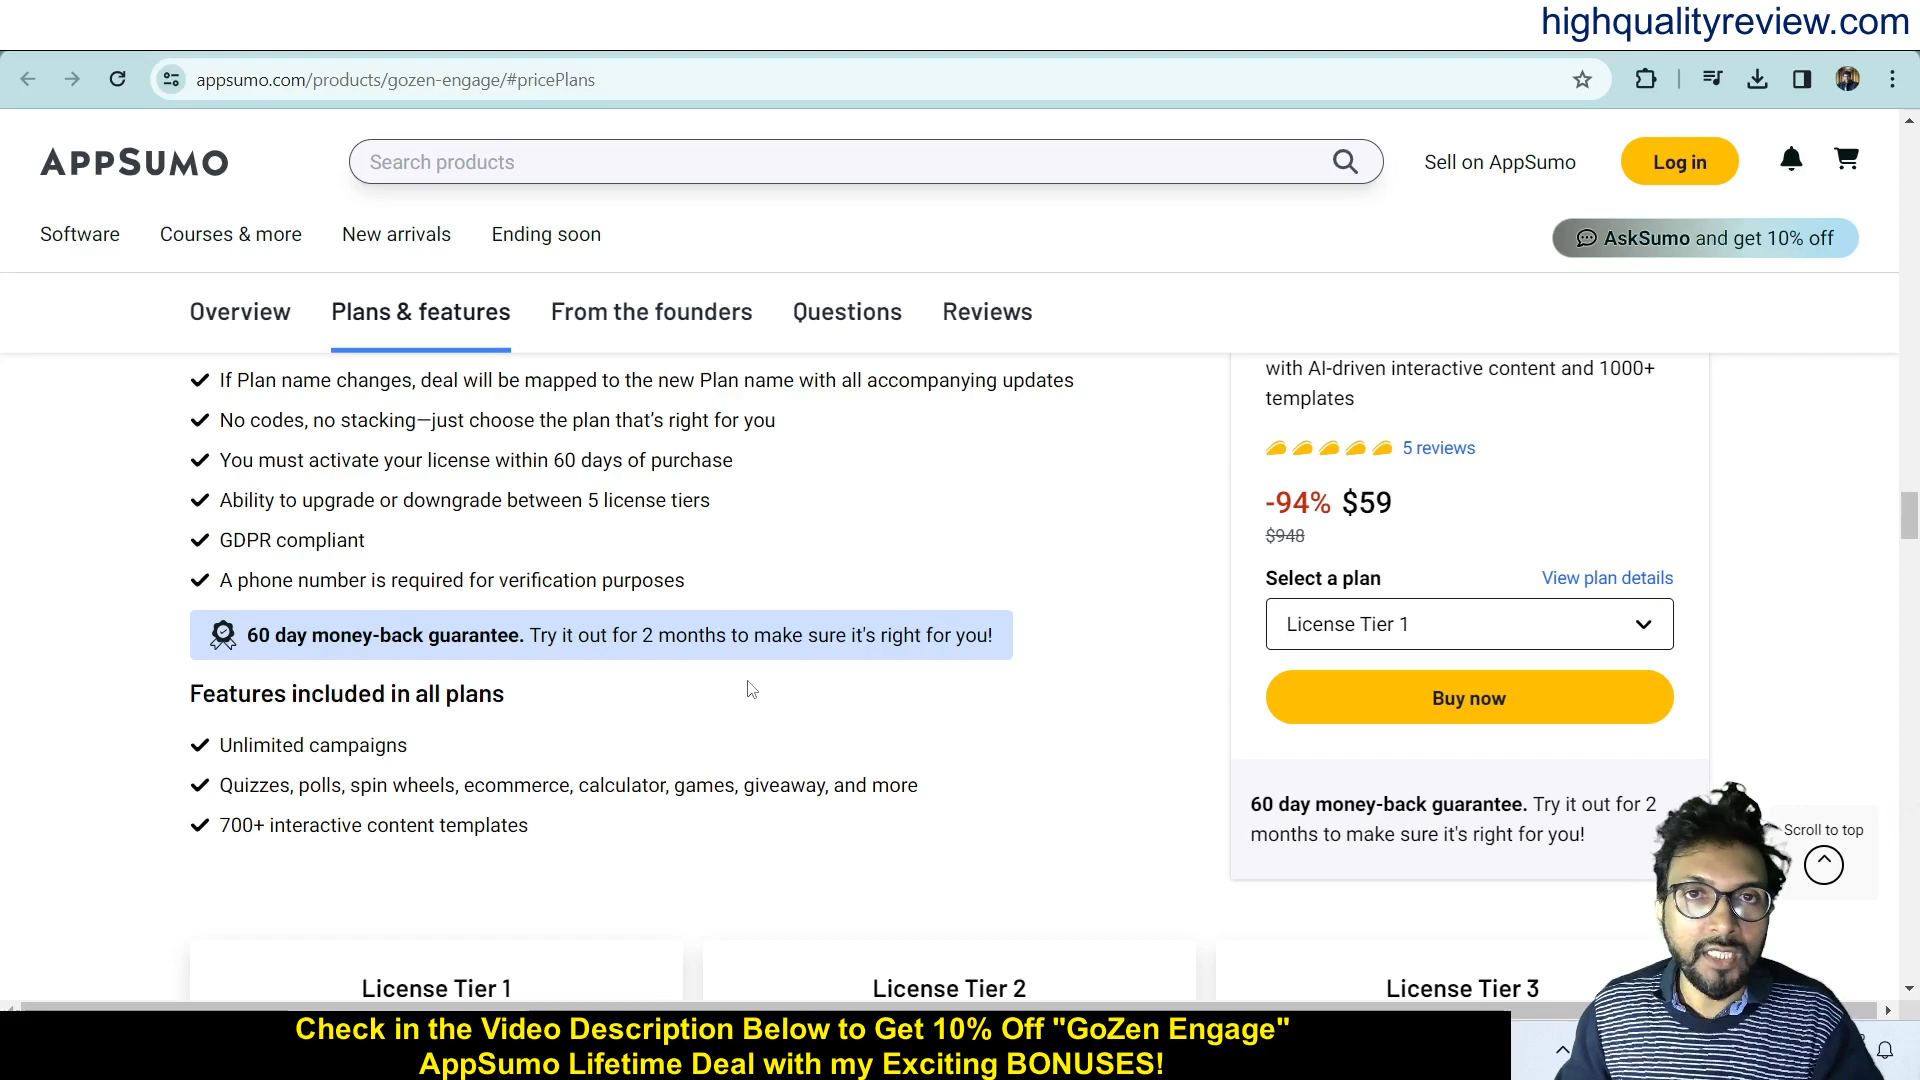 highqualityreview.com
appsumo.com/products/gozen-engage/#pricePlans
APPSUMO
Search products
Sell on AppSumo
Log in
Software
Courses & more
New arrivals
Ending soon
AskSumo and get 10% off
Overview
Plans & features
From the founders
Questions
Reviews
If Plan name changes, deal will be mapped to the new Plan name with all accompanying updates
No codes, no stacking—just choose the plan that's right for you
You must activate your license within 60 days of purchase
Ability to upgrade or downgrade between 5 license tiers
GDPR compliant
A phone number is required for verification purposes
60 day money-back guarantee. Try it out for 2 months to make sure it's right for you!
Features included in all plans
Unlimited campaigns
Quizzes, polls, spin wheels, ecommerce, calculator, games, giveaway, and more
700+ interactive content templates
with AI-driven interactive content and 1000+
templates
5 reviews
-94% $59
$948
Select a plan
View plan details
License Tier 1
Buy now
60 day money-back guarantee. Try it out for 2
months to make sure it's right for you!
Scroll to top
License Tier 1
License Tier 2
License Tier 3
Check in the Video Description Below to Get 10% Off "GoZen Engage"
AppSumo Lifetime Deal with my Exciting BONUSES!